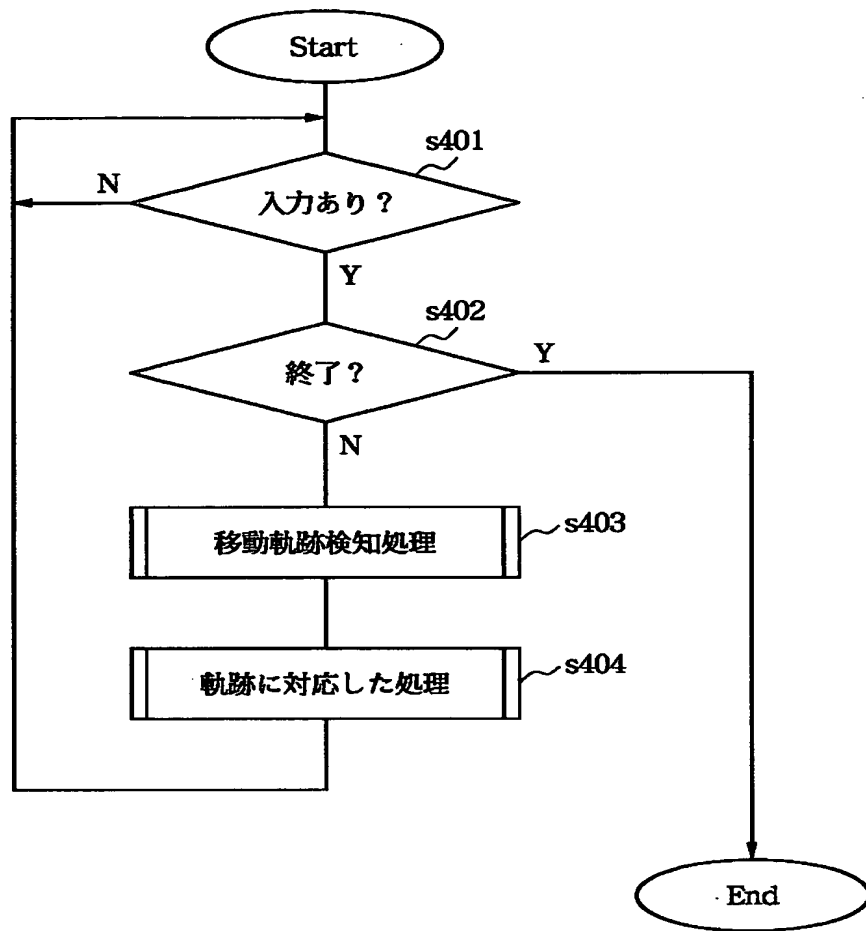 Start
s401
N
入力あり？
Y
s402
終了？
Y
N
移動軌跡検知処理
s403
軌跡に対応した処理
s404
End